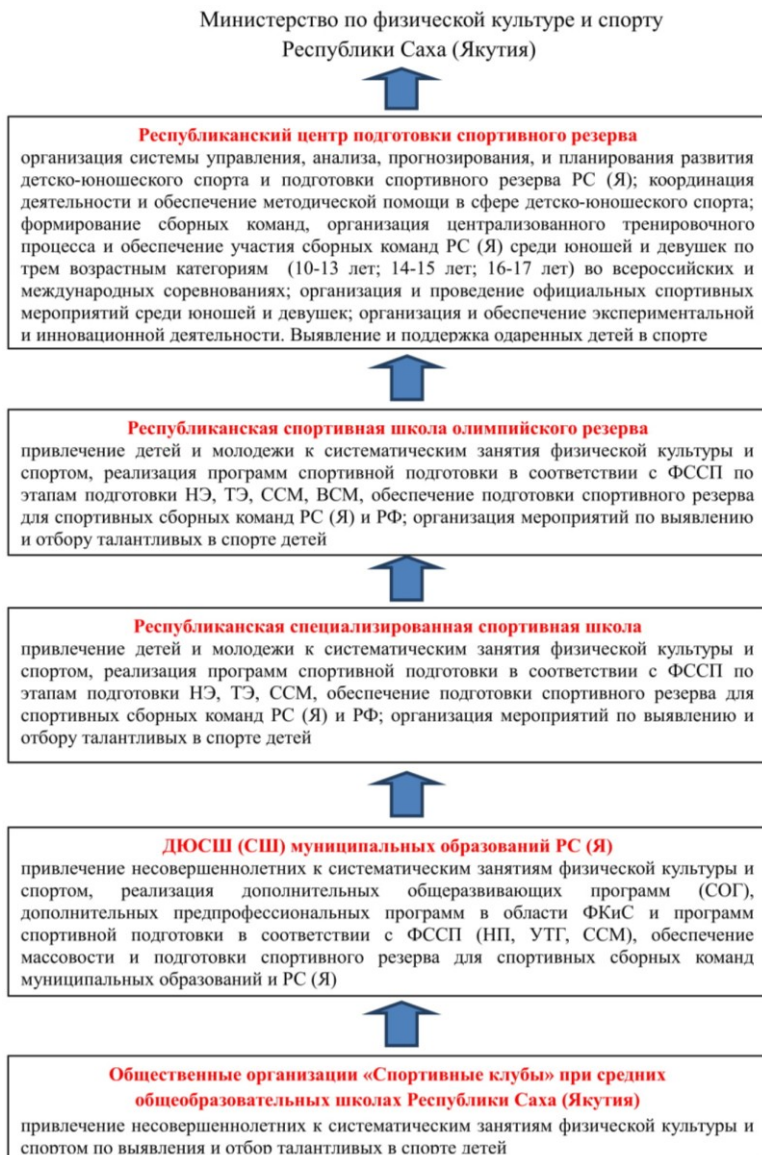 Министерство по физической культуре и спорту
Республики Саха (Якутия)
Республиканский центр подготовки спортивного резерва
организация системы управления, анализа, прогнозирования, и планирования развития
детско-юношеского спорта и подготовки спортивного резерва РС (Я); координация
деятельности и обеспечение методической помощи в сфере детско-юношеского спорта;
формирование сборных команд, организация централизованного тренировочного
процесса и обеспечение участия сборных команд РС (Я) среди юношей и девушек по
трем возрастным категориям (10-13 лет; 14-15 лет; 16-17 лет) во всероссийских и
международных соревнованиях; организация и проведение официальных спортивных
мероприятий среди юношей и девушек; организация и обеспечение экспериментальной
и инновационной деятельности. Выявление и поддержка одаренных детей в спорте
Республиканская спортивная школа олимпийского резерва
привлечение детей и молодежи к систематическим занятия физической культуры и
спортом, реализация программ спортивной подготовки в соответствии с ФССП по
этапам подготовки НЭ, ТЭ, ССМ, ВСМ, обеспечение подготовки спортивного резерва
для спортивных сборных команд РС (Я) и РФ; организация мероприятий по выявлению
и отбору талантливых в спорте детей
Республиканская специализированная спортивная школа
привлечение детей и молодежи к систематическим занятия физической культуры и
спортом, реализация программ спортивной подготовки в соответствии с ФССП по
этапам подготовки НЭ, ТЭ, ССМ, обеспечение подготовки спортивного резерва для
спортивных сборных команд РС (Я) и РФ; организация мероприятий по выявлению и
отбору талантливых в спорте детей
ДЮСШ (СШ) муниципальных образований РС (Я)
привлечение несовершеннолетних к систематическим занятиям физической культуры и
спортом, реализация дополнительных общеразвивающих программ (СОГ),
дополнительных предпрофессиональных программ в области ФКиС и программ
спортивной подготовки в соответствии с ФССП (НП, УТГ, ССМ), обеспечение
массовости и подготовки спортивного резерва для спортивных сборных команд
муниципальных образований и РС (Я)
Общественные организации «Спортивные клубы» при средних
общеобразовательных школах Республики Саха (Якутия)
привлечение несовершеннолетних к систематическим занятиям физической культуры и
спортом по выявления и отбор талантливых в спорте детей